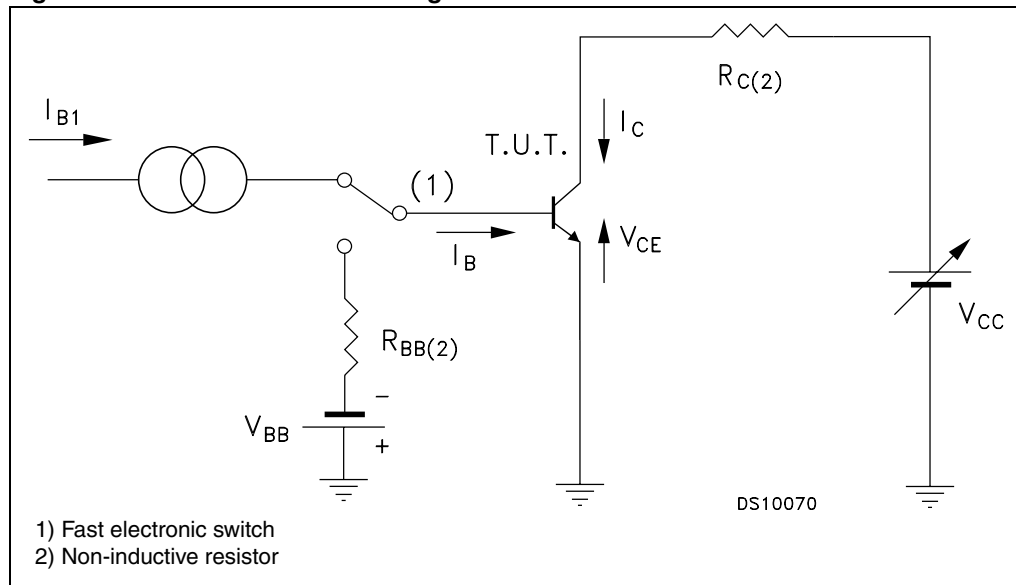 I B1
R C(2)
I C
T.U.T.
(1)
V CE
I B
V CC
R BB(2)
V BB
-
+
DS10070
1) Fast electronic switch
2) Non-inductive resistor